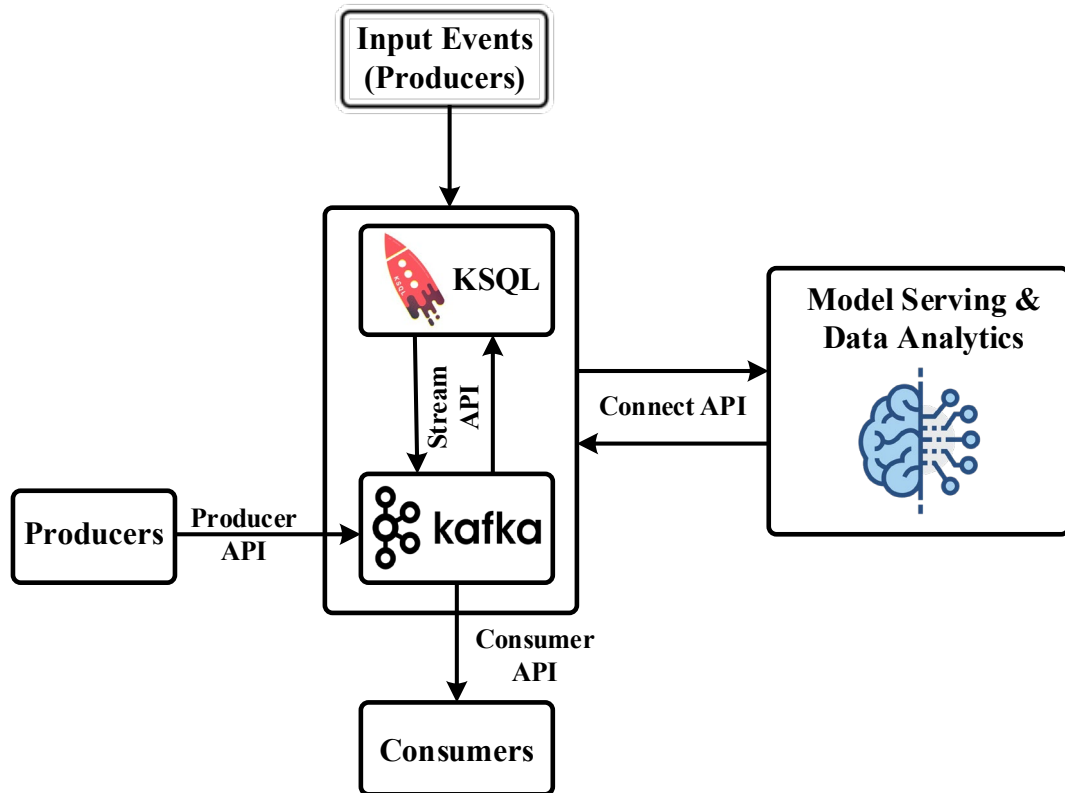 Input Events
(Producers)
KSQL
KSQL
Stream
API
Model Serving &
Data Analytics
Connect API
Producers
Producer
API
kafka
Consumer
API
Consumers